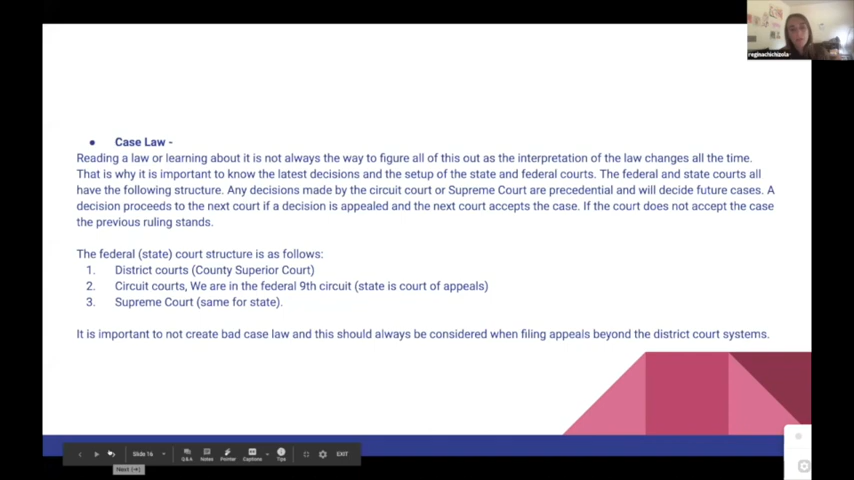 reginachichizola
Case Law -
Reading a law or learning about it is not always the way to figure all of this out as the interpretation of the law changes all the time.
That is why it is important to know the latest decisions and the setup of the state and federal courts. The federal and state courts all
have the following structure. Any decisions made by the circuit court or Supreme Court are precedential and will decide future cases. A
decision proceeds to the next court if a decision is appealed and the next court accepts the case. If the court does not accept the case
the previous ruling stands.
The federal (state) court structure is as follows:
1. District courts (County Superior Court)
2. Circuit courts, We are in the federal 9th circuit (state is court of appeals)
3. Supreme Court (same for state).
It is important to not create bad case law and this should always be considered when filing appeals beyond the district court systems.
Slide 16
Q&A Notes Pointer Captions Tips EXIT
Next (→)